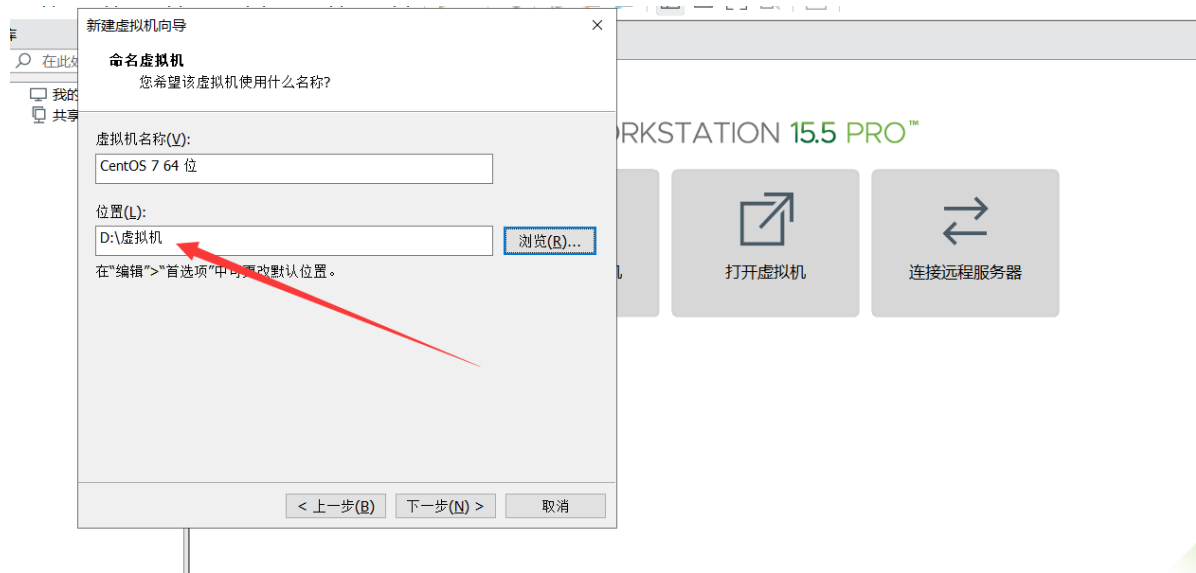 新建虚拟机向导
命名虚拟机
您希望该虚拟机使用什么名称?
虚拟机名称(V):
CentOS 7 64 位
位置(L):
D:\虚拟机
浏览(R)...
在"编辑">"首选项"中可更改默认位置。
< 上一步(B)
下一步(N) >
取消
在此
我的
共享
RKSTATION 15.5 PRO™
打开虚拟机
连接远程服务器